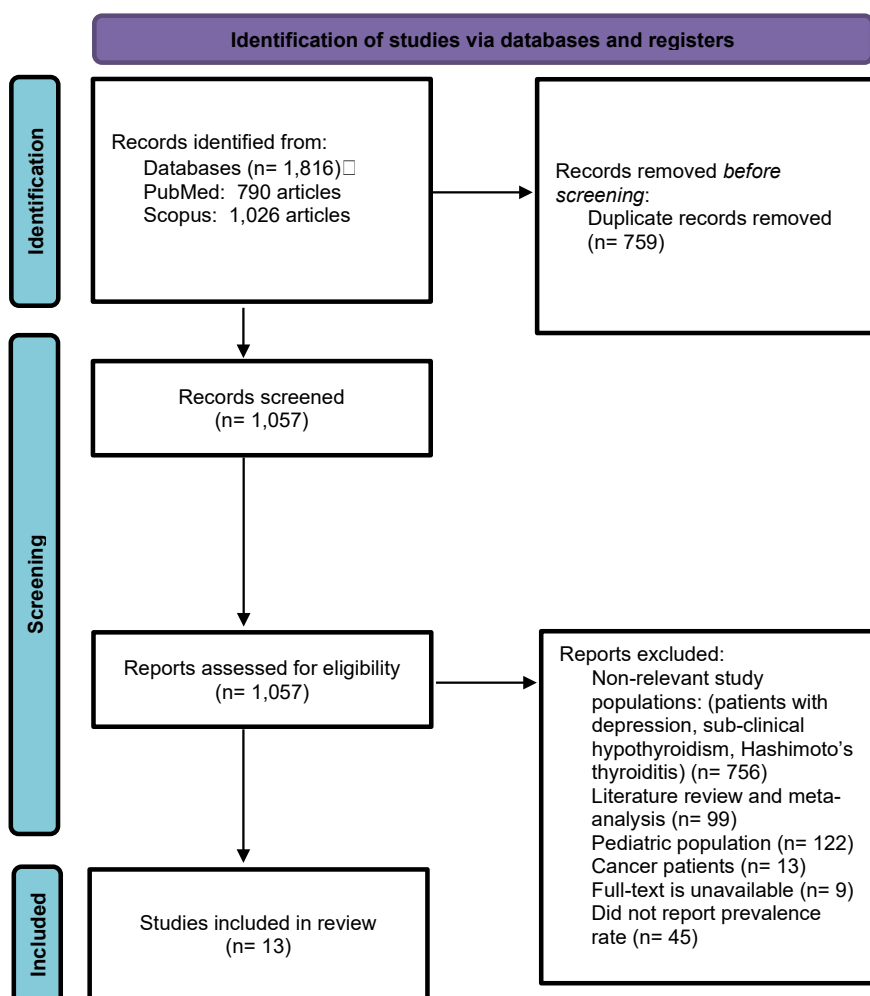 Identification of studies via databases and registers
Identification
Records identified from:
Databases (n= 1,816)□
PubMed: 790 articles
Scopus: 1,026 articles
Records removed before
screening:
Duplicate records removed
(n= 759)
Screening
Records screened
(n= 1,057)
Reports assessed for eligibility
(n= 1,057)
Reports excluded:
Non-relevant study
populations: (patients with
depression, sub-clinical
hypothyroidism, Hashimoto’s
thyroiditis) (n= 756)
Literature review and meta-
analysis (n= 99)
Pediatric population (n= 122)
Cancer patients (n= 13)
Full-text is unavailable (n= 9)
Did not report prevalence
rate (n= 45)
Included
Studies included in review
(n= 13)